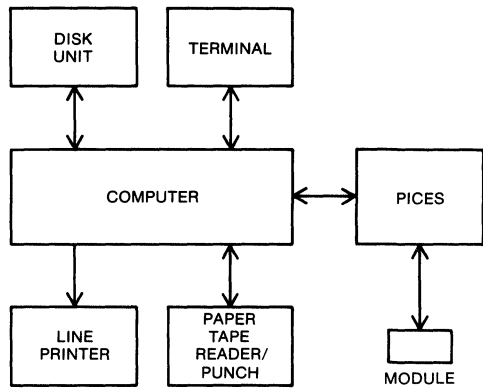 DISK
UNIT
TERMINAL
COMPUTER
PICES
LINE
PRINTER
PAPER
TAPE
READER/
PUNCH
MODULE